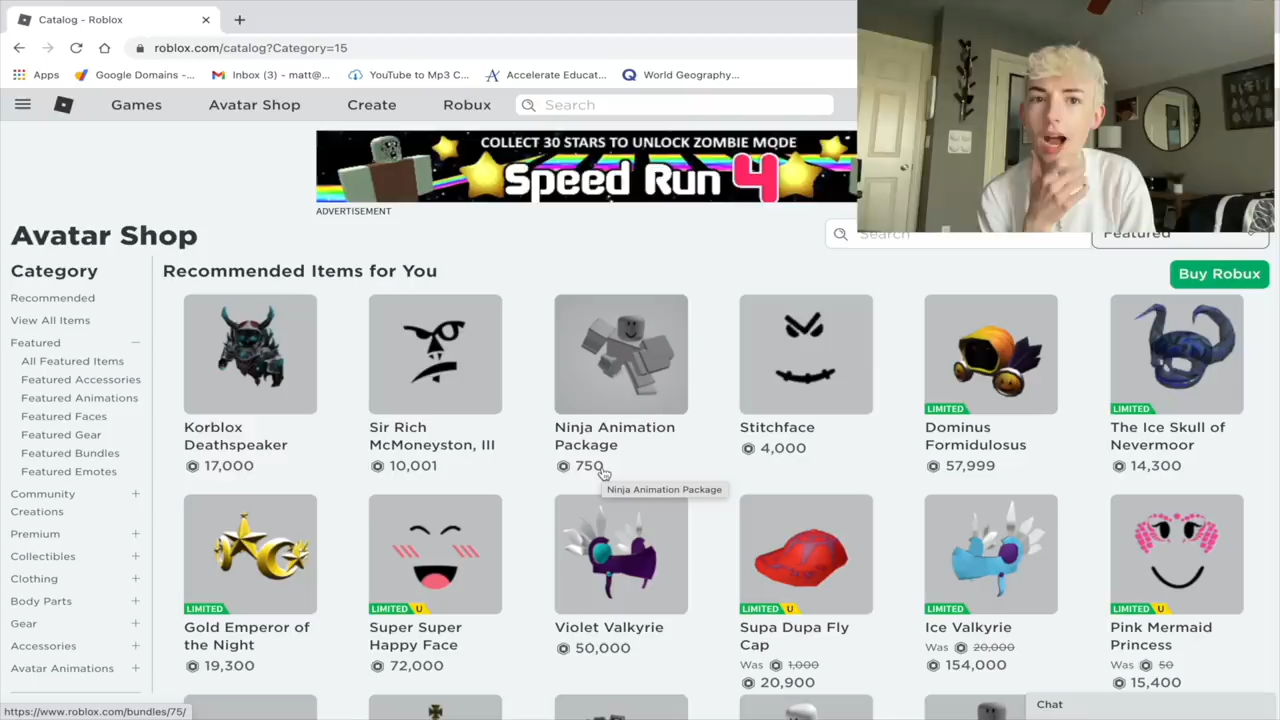 Catalog - Roblox
roblox.com/catalog?Category=15
Apps
Google Domains -...
Inbox (3) - matt@...
YouTube to Mp3 C...
Accelerate Educat...
World Geography...
Games
Avatar Shop
Create
Robux
Search
COLLECT 30 STARS TO UNLOCK ZOMBIE MODE
Speed Run 4
ADVERTISEMENT
Avatar Shop
Search
Featured
Category
Recommended
View All Items
Featured
All Featured Items
Featured Accessories
Featured Animations
Featured Faces
Featured Gear
Featured Bundles
Featured Emotes
Community
Creations
Premium
Collectibles
Clothing
Body Parts
Gear
Accessories
Avatar Animations
Recommended Items for You
Buy Robux
Korblox
Deathspeaker
17,000
Sir Rich
McMoneyston, III
10,001
Ninja Animation
Package
750
Ninja Animation Package
Stitchface
4,000
LIMITED
Dominus
Formidulosus
57,999
LIMITED
The Ice Skull of
Nevermoor
14,300
LIMITED
Gold Emperor of
the Night
19,300
LIMITED U
Super Super
Happy Face
72,000
Violet Valkyrie
50,000
LIMITED U
Supa Dupa Fly
Cap
Was 1,000
20,900
LIMITED
Ice Valkyrie
Was 20,000
154,000
LIMITED U
Pink Mermaid
Princess
Was 50
15,400
https://www.roblox.com/bundles/75/
Chat